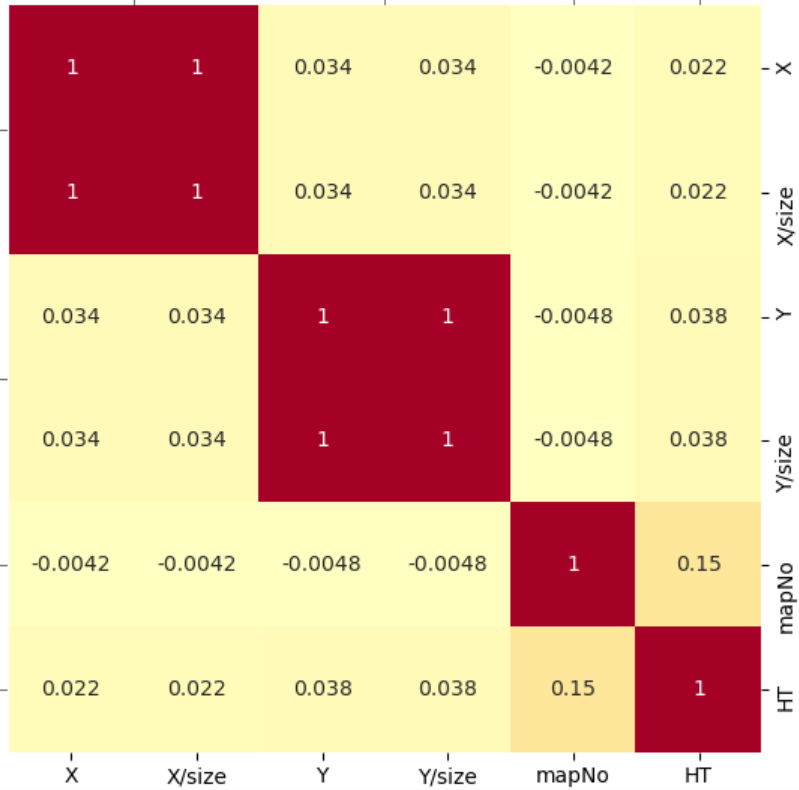 1 1 0.034 0.034 -0.0042 0.022 X
1 1 0.034 0.034 -0.0042 0.022 X/size
0.034 0.034 1 1 -0.0048 0.038 Y
0.034 0.034 1 1 -0.0048 0.038 Y/size
-0.0042 -0.0042 -0.0048 -0.0048 1 0.15 mapNo
0.022 0.022 0.038 0.038 0.15 1 HT
X X/size Y Y/size mapNo HT